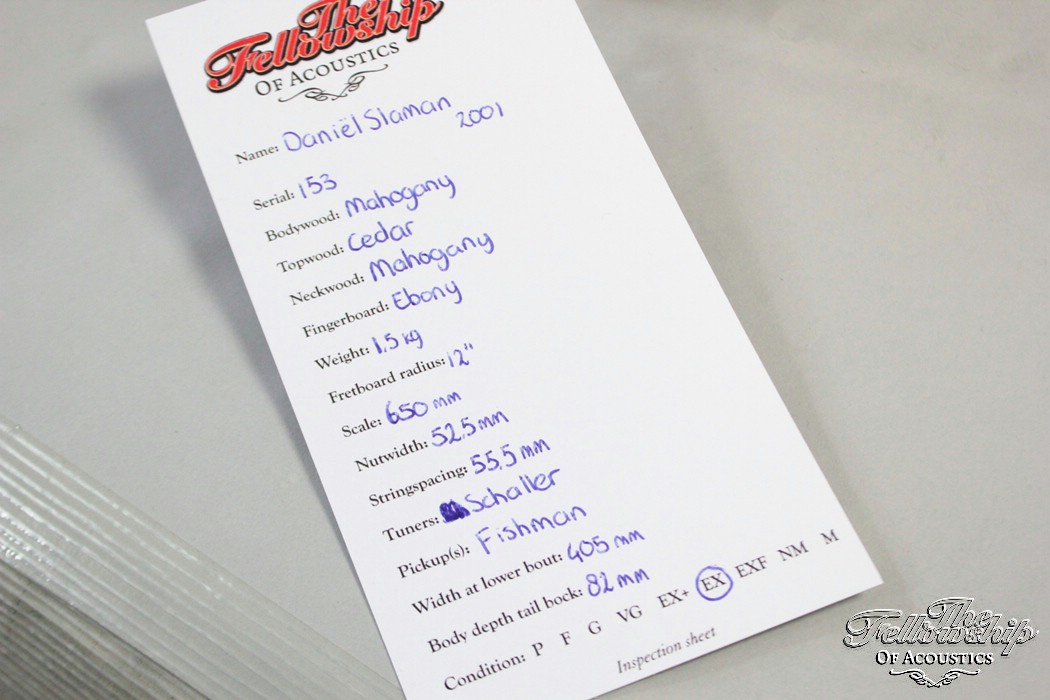 The
Fellowship
OF ACOUSTICS
Name: Daniël Slaman
2001
Serial: 153
Bodywood: Mahogany
Topwood: Cedar
Neckwood: Mahogany
Fingerboard: Ebony
Weight: 1,5 kg
Fretboard radius: 12"
Scale: 650 mm
Nutwidth: 52,5 mm
Stringspacing: 55,5 mm
Tuners: Schaller
Pickup(s): Fishman
Width at lower bout: 405 mm
Body depth tail bock: 82 mm
Condition: P F G VG EX+ EX EXF NM M
Inspection sheet
The
Fellowship
OF ACOUSTICS